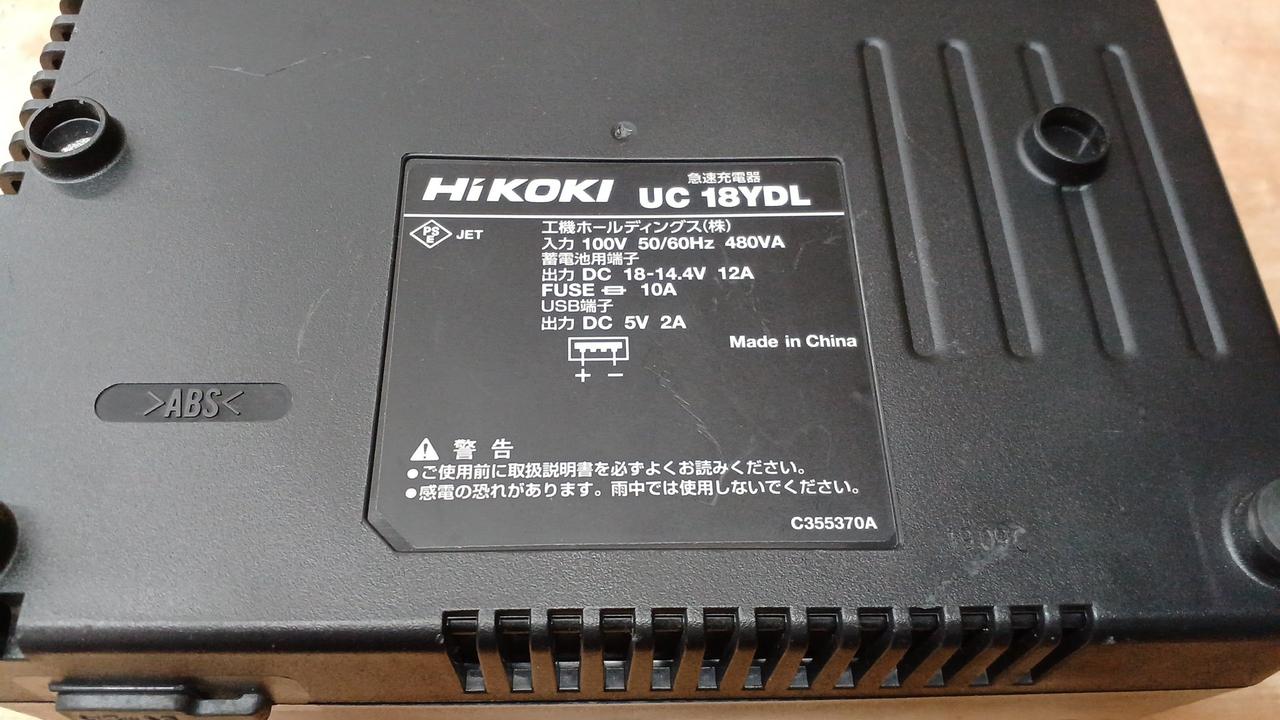 HiKOKI 急速充電器 UC 18YDL
PSE JET
工機ホールディングス(株)
入力 100V 50/60Hz 480VA
蓄電池用端子
出力 DC 18-14.4V 12A
FUSE 10A
USB端子
出力 DC 5V 2A
Made in China
+ −
>ABS<
警告
●ご使用前に取扱説明書を必ずよくお読みください。
●感電の恐れがあります。雨中では使用しないでください。
C355370A